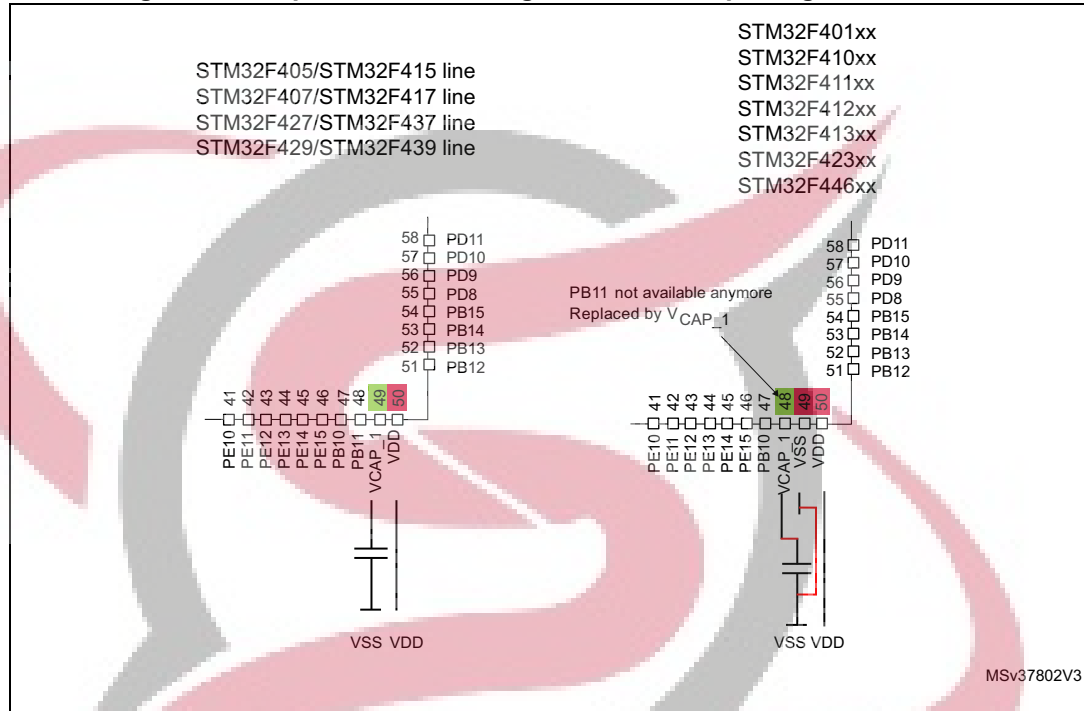 STM32F405/STM32F415 line
STM32F407/STM32F417 line
STM32F427/STM32F437 line
STM32F429/STM32F439 line
58 PD11
57 PD10
56 PD9
55 PD8
54 PB15
53 PB14
52 PB13
51 PB12
41 42 43 44 45 46 47 48 49 50
PE10 PE11 PE12 PE13 PE14 PE15 PB10 PB11 VCAP_1 VDD
VSS VDD
STM32F401xx
STM32F410xx
STM32F411xx
STM32F412xx
STM32F413xx
STM32F423xx
STM32F446xx
PB11 not available anymore
Replaced by VCAP_1
58 PD11
57 PD10
56 PD9
55 PD8
54 PB15
53 PB14
52 PB13
51 PB12
41 42 43 44 45 46 47 48 49 50
PE10 PE11 PE12 PE13 PE14 PE15 PB10 VCAP_1 VSS VDD
VSS VDD
MSv37802V3